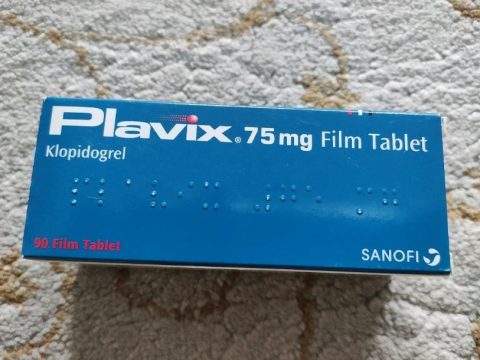 Plavix® 75 mg Film Tablet
Klopidogrel
90 Film Tablet
SANOFI